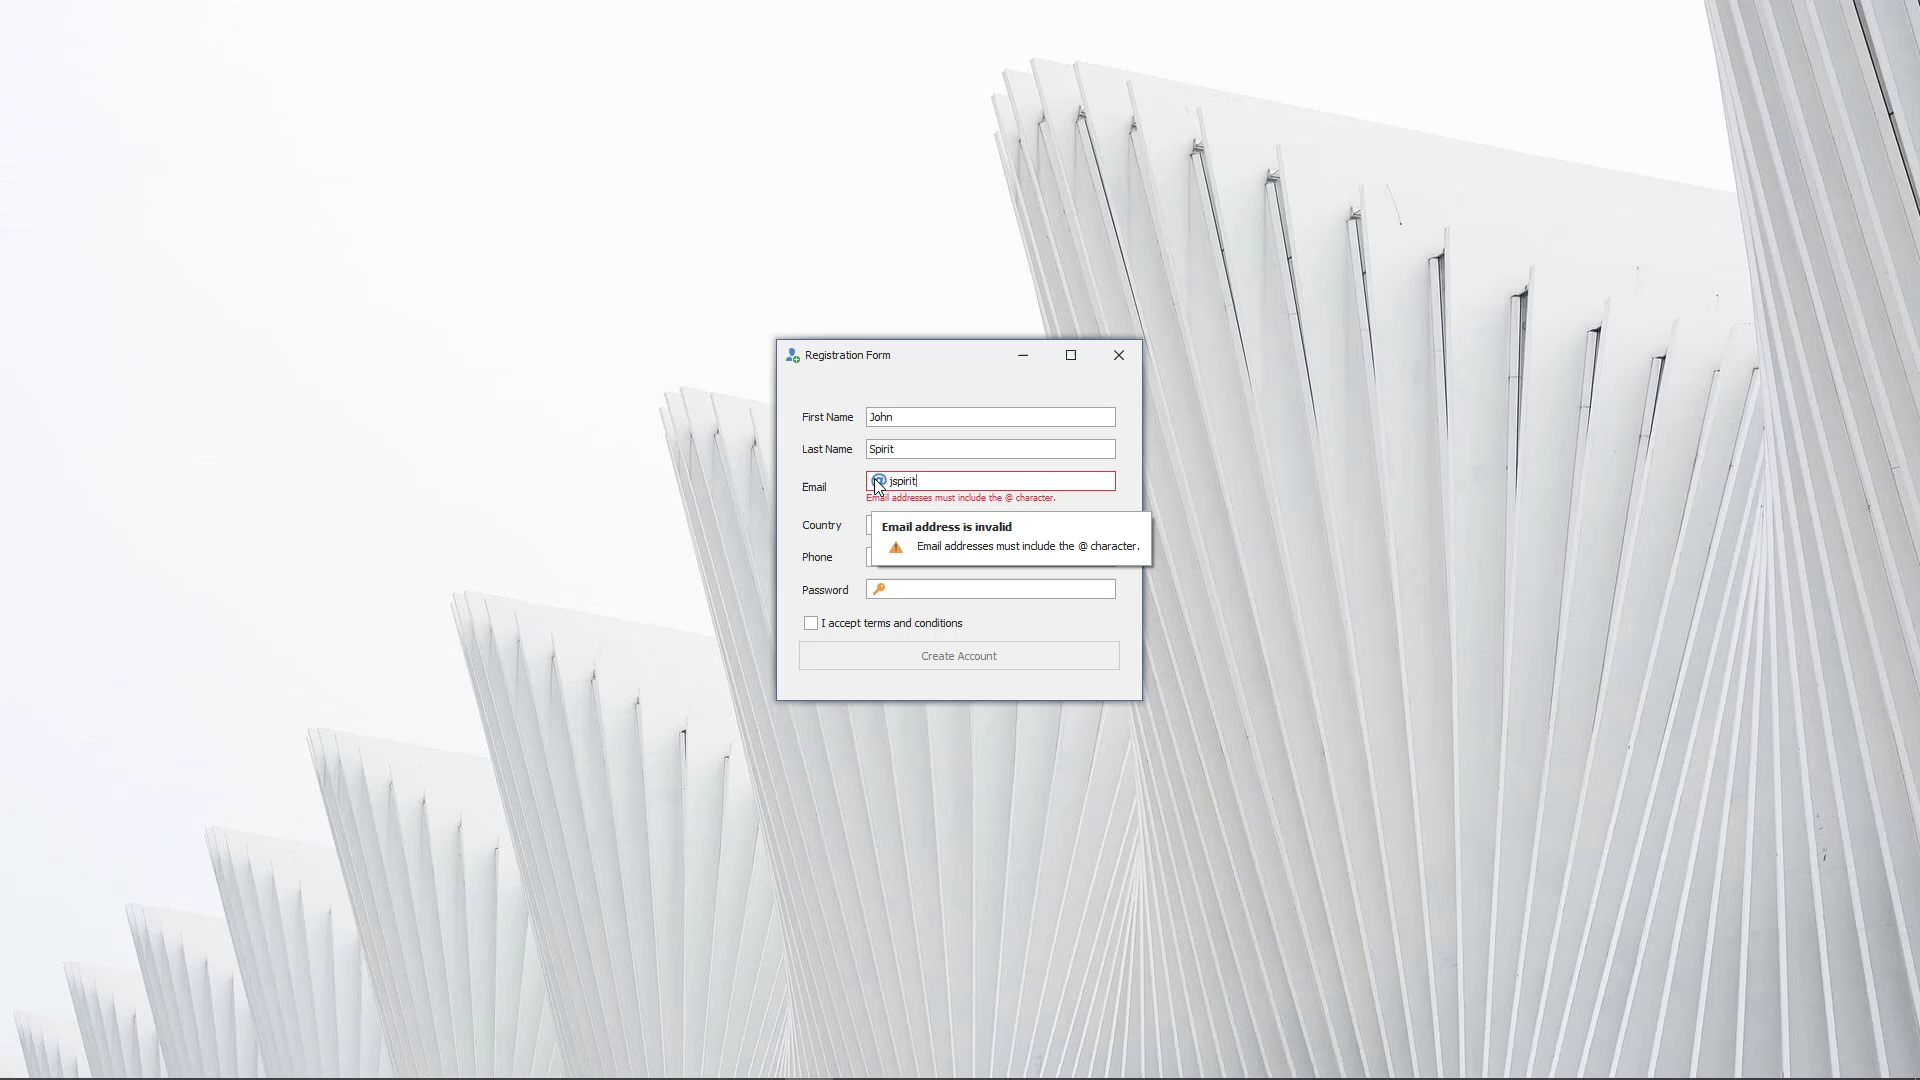 Registration Form
First Name John
Last Name Spirit
Email jspirit
Email addresses must include the @ character.
Country
Email address is invalid
Email addresses must include the @ character.
Phone
Password
I accept terms and conditions
Create Account